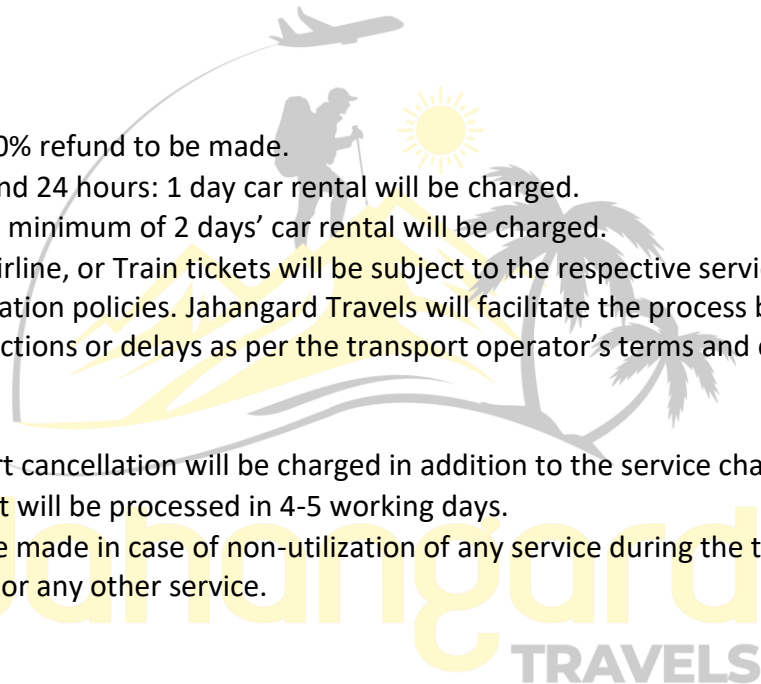 0% refund to be made.
nd 24 hours: 1 day car rental will be charged.
minimum of 2 days’ car rental will be charged.
irline, or Train tickets will be subject to the respective servi
ation policies. Jahangard Travels will facilitate the process b
ctions or delays as per the transport operator’s terms and
rt cancellation will be charged in addition to the service cha
t will be processed in 4-5 working days.
e made in case of non-utilization of any service during the t
or any other service.
Jahangard
TRAVELS